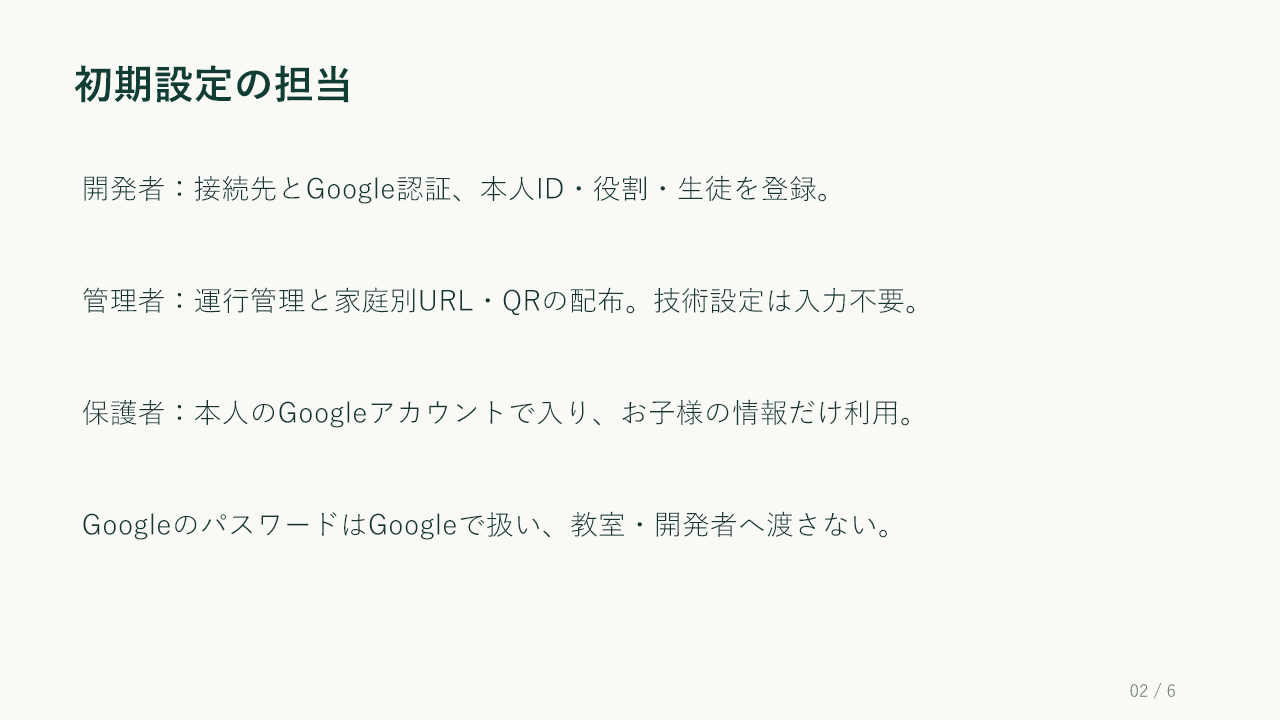 初期設定の担当
開発者：接続先とGoogle認証、本人ID・役割・生徒を登録。
管理者：運行管理と家庭別URL・QRの配布。技術設定は入力不要。
保護者：本人のGoogleアカウントで入り、お子様の情報だけ利用。
GoogleのパスワードはGoogleで扱い、教室・開発者へ渡さない。
02 / 6